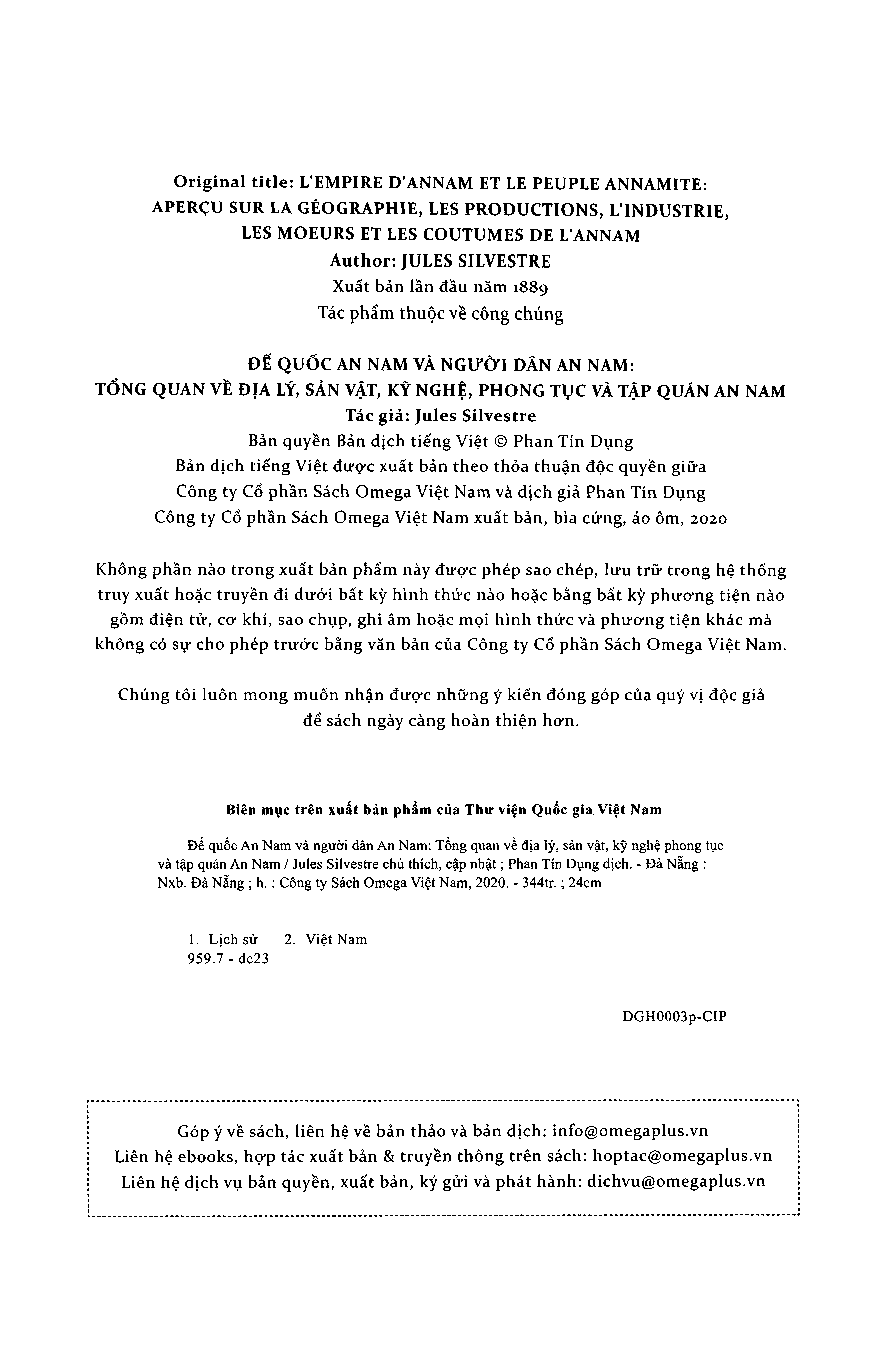 Original title: L'EMPIRE D'ANNAM ET LE PEUPLE ANNAMITE:
APERÇU SUR LA GÉOGRAPHIE, LES PRODUCTIONS, L'INDUSTRIE,
LES MOEURS ET LES COUTUMES DE L'ANNAM
Author: JULES SILVESTRE
Xuất bản lần đầu năm 1889
Tác phẩm thuộc về công chúng
ĐẾ QUỐC AN NAM VÀ NGƯỜI DÂN AN NAM:
TỔNG QUAN VỀ ĐỊA LÝ, SẢN VẬT, KỸ NGHỆ, PHONG TỤC VÀ TẬP QUÁN AN NAM
Tác giả: Jules Silvestre
Bản quyền Bản dịch tiếng Việt © Phan Tín Dụng
Bản dịch tiếng Việt được xuất bản theo thỏa thuận độc quyền giữa
Công ty Cổ phần Sách Omega Việt Nam và dịch giả Phan Tín Dụng
Công ty Cổ phần Sách Omega Việt Nam xuất bản, bìa cứng, áo ôm, 2020
Không phần nào trong xuất bản phẩm này được phép sao chép, lưu trữ trong hệ thống
truy xuất hoặc truyền đi dưới bất kỳ hình thức nào hoặc bằng bất kỳ phương tiện nào
gồm điện tử, cơ khí, sao chụp, ghi âm hoặc mọi hình thức và phương tiện khác mà
không có sự cho phép trước bằng văn bản của Công ty Cổ phần Sách Omega Việt Nam.
Chúng tôi luôn mong muốn nhận được những ý kiến đóng góp của quý vị độc giả
để sách ngày càng hoàn thiện hơn.
Biên mục trên xuất bản phẩm của Thư viện Quốc gia Việt Nam
Đế quốc An Nam và người dân An Nam: Tổng quan về địa lý, sản vật, kỹ nghệ phong tục
và tập quán An Nam / Jules Silvestre chú thích, cập nhật ; Phan Tín Dụng dịch. - Đà Nẵng :
Nxb. Đà Nẵng ; h. : Công ty Sách Omega Việt Nam, 2020. - 344tr. ; 24cm
1. Lịch sử 2. Việt Nam
959.7 - dc23
DGH0003p-CIP
Góp ý về sách, liên hệ về bản thảo và bản dịch: info@omegaplus.vn
Liên hệ ebooks, hợp tác xuất bản & truyền thông trên sách: hoptac@omegaplus.vn
Liên hệ dịch vụ bản quyền, xuất bản, ký gửi và phát hành: dichvu@omegaplus.vn